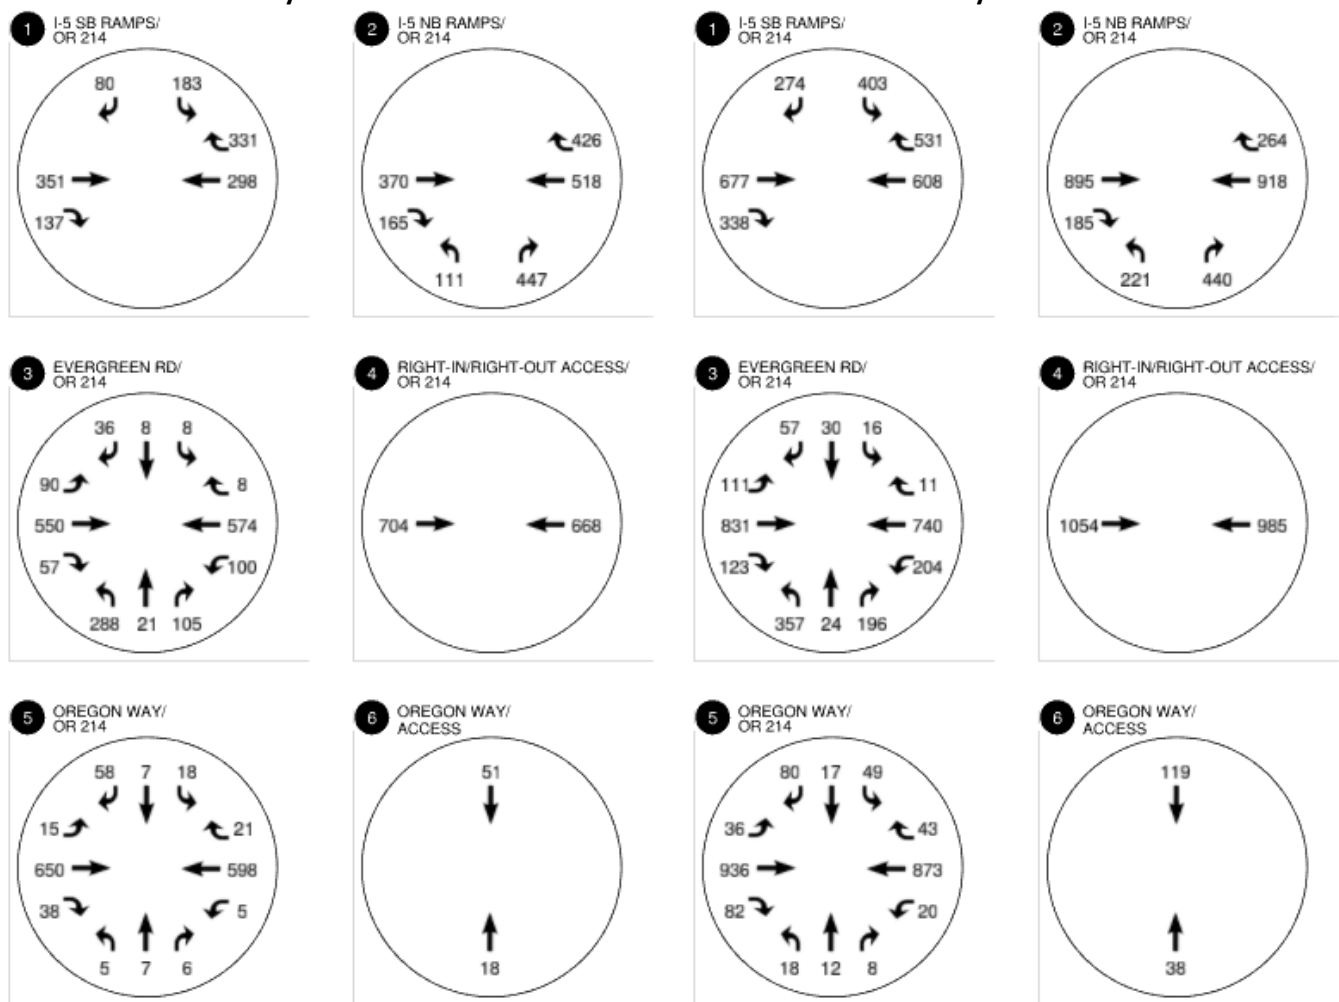 1 I-5 SB RAMPS/
OR 214
80 183
331
351 298
137
2 I-5 NB RAMPS/
OR 214
426
370 518
165
111 447
1 I-5 SB RAMPS/
OR 214
274 403
531
677 608
338
2 I-5 NB RAMPS/
OR 214
264
895 918
185
221 440
3 EVERGREEN RD/
OR 214
36 8 8
90 8
550 574
57 100
288 21 105
4 RIGHT-IN/RIGHT-OUT ACCESS/
OR 214
704 668
3 EVERGREEN RD/
OR 214
57 30 16
111 11
831 740
123 204
357 24 196
4 RIGHT-IN/RIGHT-OUT ACCESS/
OR 214
1054 985
5 OREGON WAY/
OR 214
58 7 18
15 21
650 598
38 5
5 7 6
6 OREGON WAY/
ACCESS
51
18
5 OREGON WAY/
OR 214
80 17 49
36 43
936 873
82 20
18 12 8
6 OREGON WAY/
ACCESS
119
38